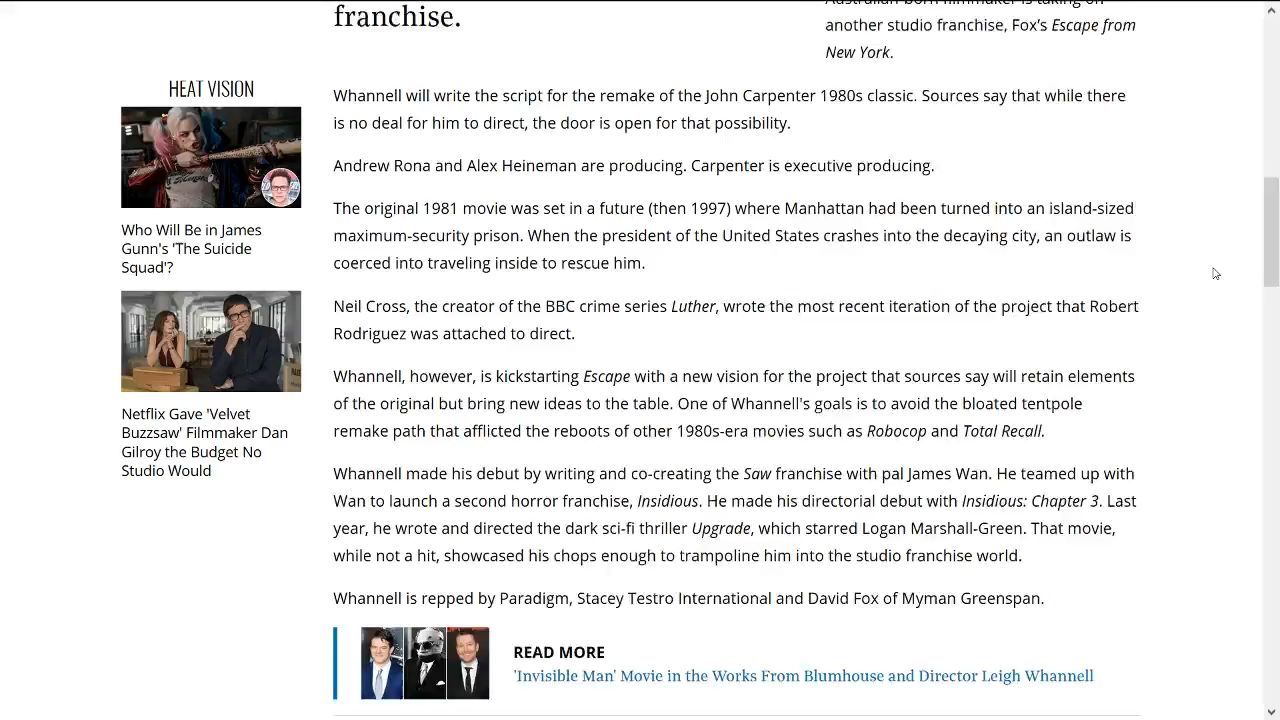 franchise.
another studio franchise, Fox's Escape from
New York.
HEAT VISION
Who Will Be in James
Gunn's 'The Suicide
Squad'?
Netflix Gave 'Velvet
Buzzsaw' Filmmaker Dan
Gilroy the Budget No
Studio Would
Whannell will write the script for the remake of the John Carpenter 1980s classic. Sources say that while there
is no deal for him to direct, the door is open for that possibility.
Andrew Rona and Alex Heineman are producing. Carpenter is executive producing.
The original 1981 movie was set in a future (then 1997) where Manhattan had been turned into an island-sized
maximum-security prison. When the president of the United States crashes into the decaying city, an outlaw is
coerced into traveling inside to rescue him.
Neil Cross, the creator of the BBC crime series Luther, wrote the most recent iteration of the project that Robert
Rodriguez was attached to direct.
Whannell, however, is kickstarting Escape with a new vision for the project that sources say will retain elements
of the original but bring new ideas to the table. One of Whannell's goals is to avoid the bloated tentpole
remake path that afflicted the reboots of other 1980s-era movies such as Robocop and Total Recall.
Whannell made his debut by writing and co-creating the Saw franchise with pal James Wan. He teamed up with
Wan to launch a second horror franchise, Insidious. He made his directorial debut with Insidious: Chapter 3. Last
year, he wrote and directed the dark sci-fi thriller Upgrade, which starred Logan Marshall-Green. That movie,
while not a hit, showcased his chops enough to trampoline him into the studio franchise world.
Whannell is repped by Paradigm, Stacey Testro International and David Fox of Myman Greenspan.
READ MORE
'Invisible Man' Movie in the Works From Blumhouse and Director Leigh Whannell